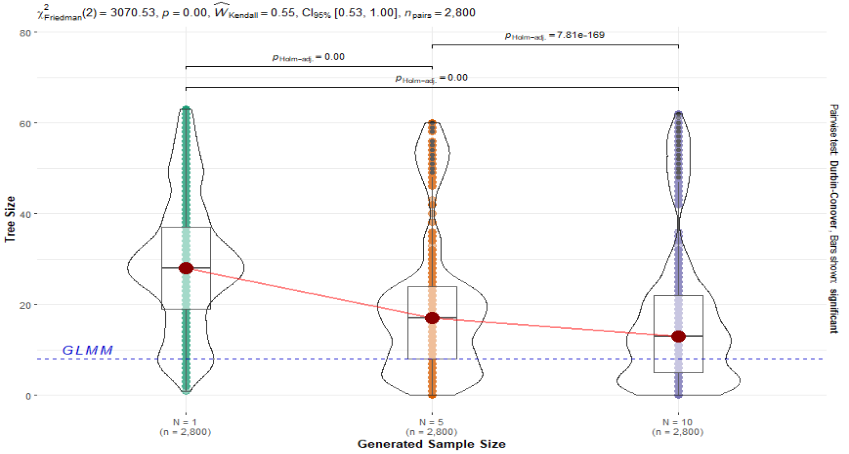 χ²Friedman(2) = 3070.53, p = 0.00, ŴKendall = 0.55, CI95% [0.53, 1.00], npairs = 2,800
80
60
40
20
0
Tree Size
pHolm−adj. = 7.81e-169
pHolm−adj. = 0.00
pHolm−adj. = 0.00
GLMM
Pairwise test: Durbin-Conover, Bars shown: significant
N = 1
(n = 2,800)
N = 5
(n = 2,800)
N = 10
(n = 2,800)
Generated Sample Size